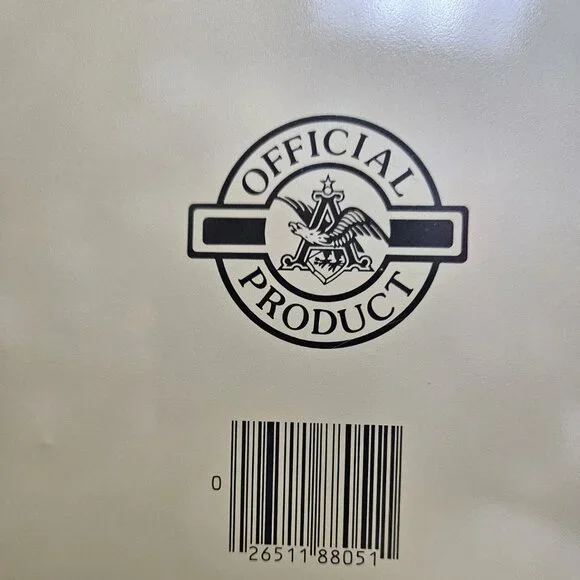 OFFICIAL
A
PRODUCT
0
26511 88051